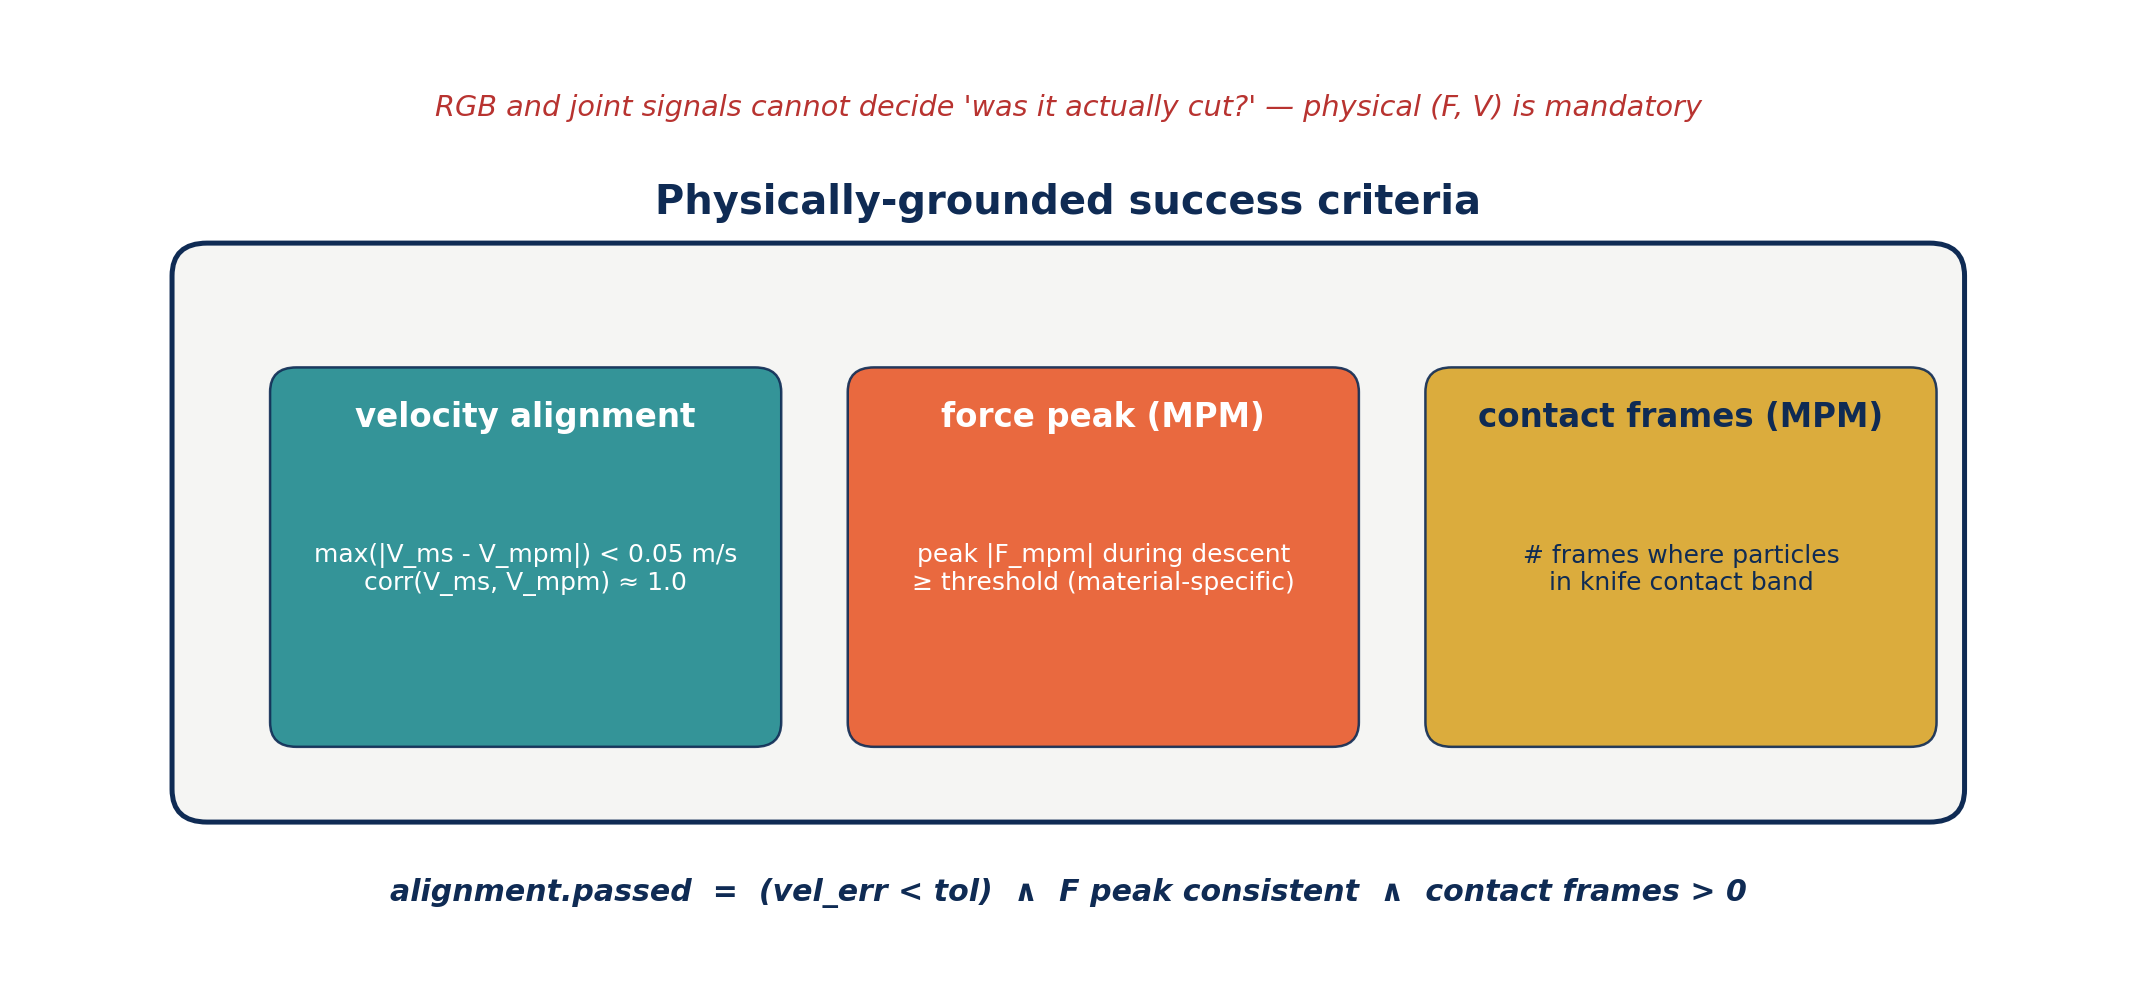 RGB and joint signals cannot decide 'was it actually cut?' — physical (F, V) is mandatory
Physically-grounded success criteria
velocity alignment
max(|V_ms - V_mpm|) < 0.05 m/s
corr(V_ms, V_mpm) ≈ 1.0
force peak (MPM)
peak |F_mpm| during descent
≥ threshold (material-specific)
contact frames (MPM)
# frames where particles
in knife contact band
alignment.passed = (vel_err < tol) ∧ F peak consistent ∧ contact frames > 0